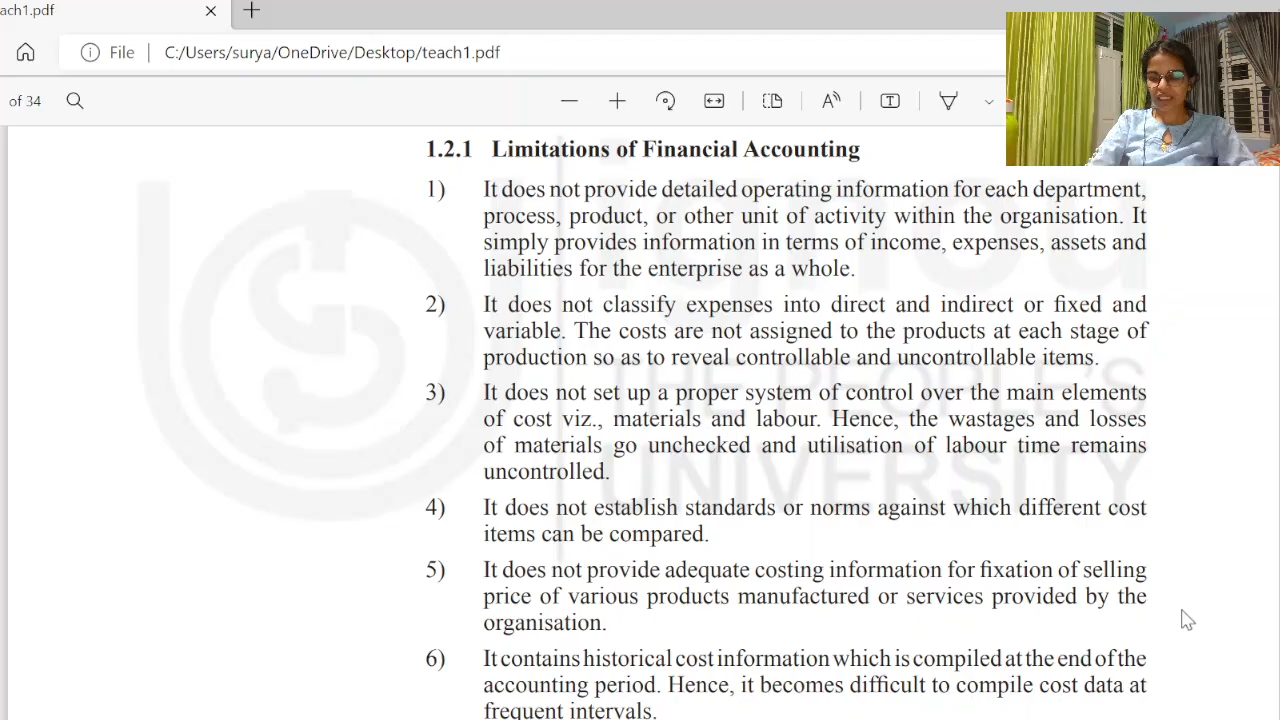 ach1.pdf
File C:/Users/surya/OneDrive/Desktop/teach1.pdf
of 34
1.2.1 Limitations of Financial Accounting
1) It does not provide detailed operating information for each department,
process, product, or other unit of activity within the organisation. It
simply provides information in terms of income, expenses, assets and
liabilities for the enterprise as a whole.
2) It does not classify expenses into direct and indirect or fixed and
variable. The costs are not assigned to the products at each stage of
production so as to reveal controllable and uncontrollable items.
3) It does not set up a proper system of control over the main elements
of cost viz., materials and labour. Hence, the wastages and losses
of materials go unchecked and utilisation of labour time remains
uncontrolled.
4) It does not establish standards or norms against which different cost
items can be compared.
5) It does not provide adequate costing information for fixation of selling
price of various products manufactured or services provided by the
organisation.
6) It contains historical cost information which is compiled at the end of the
accounting period. Hence, it becomes difficult to compile cost data at
frequent intervals.
ignou
THE PEOPLE'S
UNIVERSITY